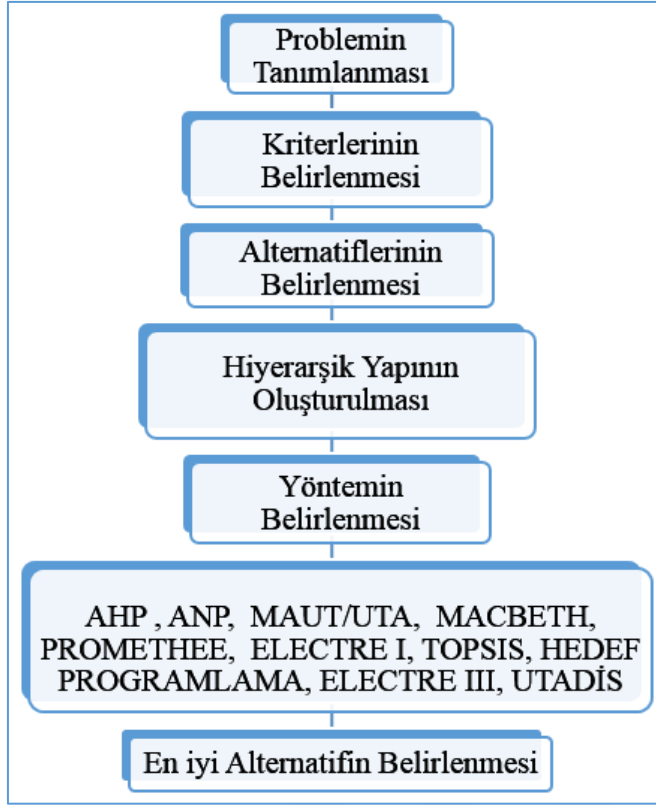 Problemin
Tanımlanması
Kriterlerinin
Belirlenmesi
Alternatiflerinin
Belirlenmesi
Hiyerarşik Yapının
Oluşturulması
Yöntemin
Belirlenmesi
AHP , ANP, MAUT/UTA, MACBETH,
PROMETHEE, ELECTRE I, TOPSIS, HEDEF
PROGRAMLAMA, ELECTRE III, UTADİS
En iyi Alternatifin Belirlenmesi